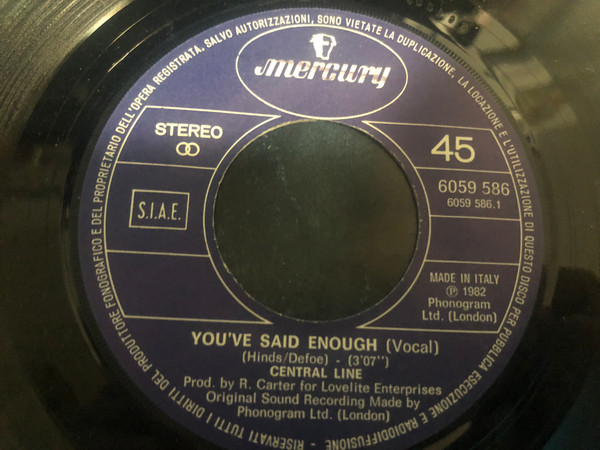 SALVO AUTORIZZAZIONI, SONO VIETATE LA DUPLICAZIONE, LA LOCAZIONE E L'UTILIZZAZIONE DI QUESTO DISCO PER PUBBLICA ESECUZIONE E RADIODIFFUSIONE - RISERVATI TUTTI I DIRITTI DEL PRODUTTORE FONOGRAFICO E DEL PROPRIETARIO DELL'OPERA REGISTRATA.
mercury
STEREO
45
6059 586
6059 586.1
S.I.A.E.
MADE IN ITALY
℗ 1982
Phonogram
Ltd. (London)
YOU'VE SAID ENOUGH (Vocal)
(Hinds/Defoe) - (3'07'')
CENTRAL LINE
Prod. by R. Carter for Lovelite Enterprises
Original Sound Recording Made by
Phonogram Ltd. (London)